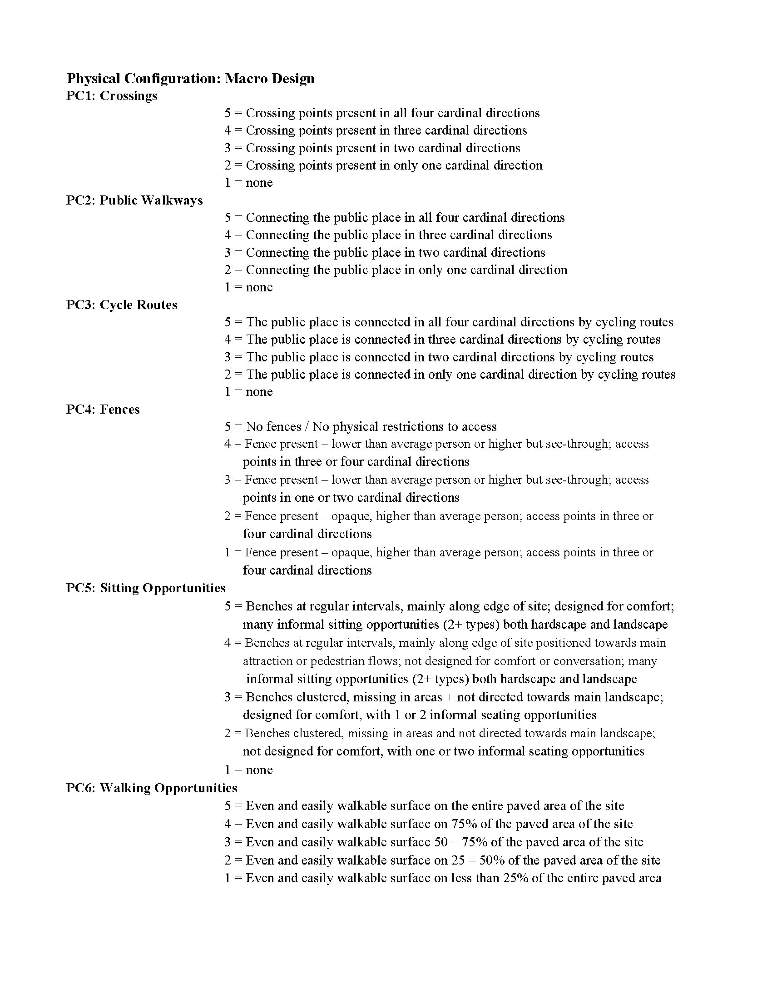 Physical Configuration: Macro Design
PC1: Crossings
5 = Crossing points present in all four cardinal directions
4 = Crossing points present in three cardinal directions
3 = Crossing points present in two cardinal directions
2 = Crossing points present in only one cardinal direction
1 = none
PC2: Public Walkways
5 = Connecting the public place in all four cardinal directions
4 = Connecting the public place in three cardinal directions
3 = Connecting the public place in two cardinal directions
2 = Connecting the public place in only one cardinal direction
1 = none
PC3: Cycle Routes
5 = The public place is connected in all four cardinal directions by cycling routes
4 = The public place is connected in three cardinal directions by cycling routes
3 = The public place is connected in two cardinal directions by cycling routes
2 = The public place is connected in only one cardinal direction by cycling routes
1 = none
PC4: Fences
5 = No fences / No physical restrictions to access
4 = Fence present – lower than average person or higher but see-through; access
points in three or four cardinal directions
3 = Fence present – lower than average person or higher but see-through; access
points in one or two cardinal directions
2 = Fence present – opaque, higher than average person; access points in three or
four cardinal directions
1 = Fence present – opaque, higher than average person; access points in three or
four cardinal directions
PC5: Sitting Opportunities
5 = Benches at regular intervals, mainly along edge of site; designed for comfort;
many informal sitting opportunities (2+ types) both hardscape and landscape
4 = Benches at regular intervals, mainly along edge of site positioned towards main
attraction or pedestrian flows; not designed for comfort or conversation; many
informal sitting opportunities (2+ types) both hardscape and landscape
3 = Benches clustered, missing in areas + not directed towards main landscape;
designed for comfort, with 1 or 2 informal seating opportunities
2 = Benches clustered, missing in areas and not directed towards main landscape;
not designed for comfort, with one or two informal seating opportunities
1 = none
PC6: Walking Opportunities
5 = Even and easily walkable surface on the entire paved area of the site
4 = Even and easily walkable surface on 75% of the paved area of the site
3 = Even and easily walkable surface 50 – 75% of the paved area of the site
2 = Even and easily walkable surface on 25 – 50% of the paved area of the site
1 = Even and easily walkable surface on less than 25% of the entire paved area